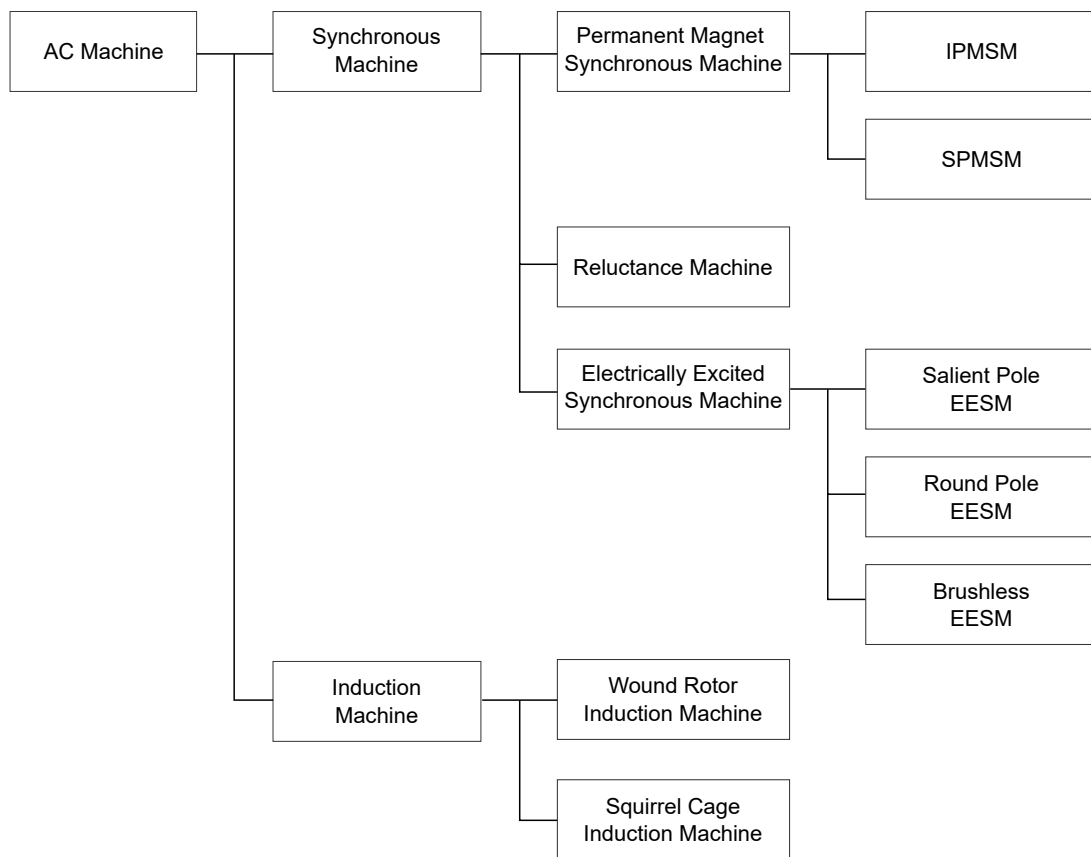 AC Machine
Synchronous
Machine
Permanent Magnet
Synchronous Machine
IPMSM
SPMSM
Reluctance Machine
Electrically Excited
Synchronous Machine
Salient Pole
EESM
Round Pole
EESM
Brushless
EESM
Induction
Machine
Wound Rotor
Induction Machine
Squirrel Cage
Induction Machine